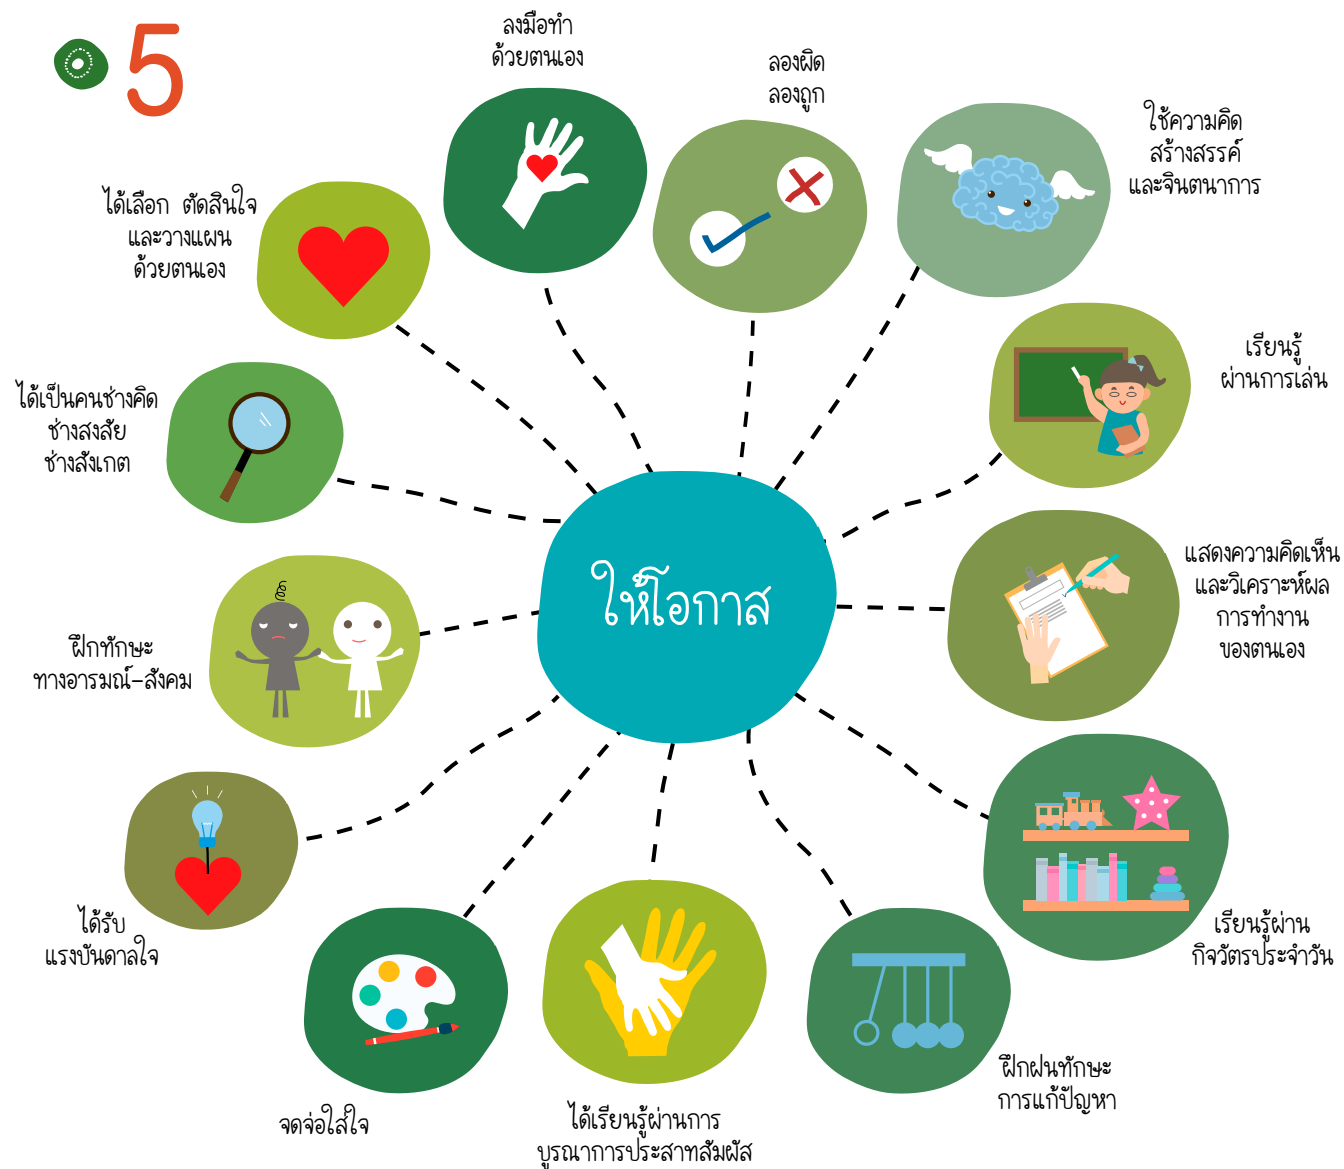 5
ลงมือทำ
ด้วยตนเอง
ลองผิด
ลองถูก
ใช้ความคิด
สร้างสรรค์
และจินตนาการ
ได้เลือก ตัดสินใจ
และวางแผน
ด้วยตนเอง
เรียนรู้
ผ่านการเล่น
ได้เป็นคนช่างคิด
ช่างสงสัย
ช่างสังเกต
ให้โอกาส
แสดงความคิดเห็น
และวิเคราะห์ผล
การทำงาน
ของตนเอง
ฝึกทักษะ
ทางอารมณ์-สังคม
ได้รับ
แรงบันดาลใจ
เรียนรู้ผ่าน
กิจวัตรประจำวัน
จดจ่อใส่ใจ
ได้เรียนรู้ผ่านการ
บูรณาการประสาทสัมผัส
ฝึกฝนทักษะ
การแก้ปัญหา